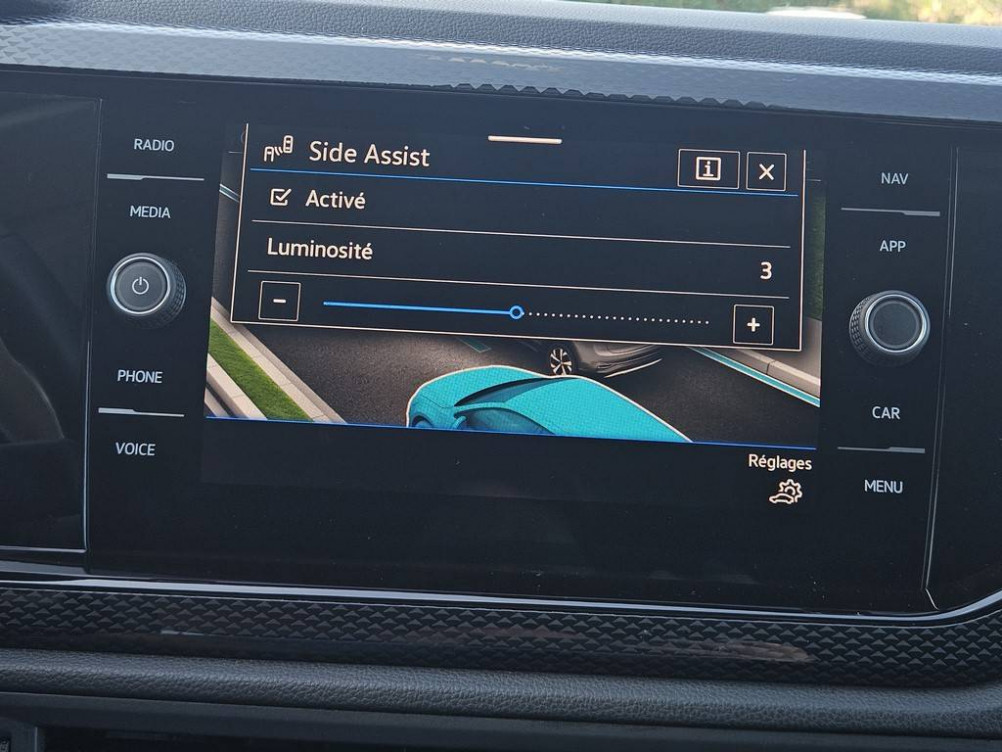 RADIO
MEDIA
PHONE
VOICE
Side Assist
i
Activé
Luminosité
3
Réglages
NAV
APP
CAR
MENU